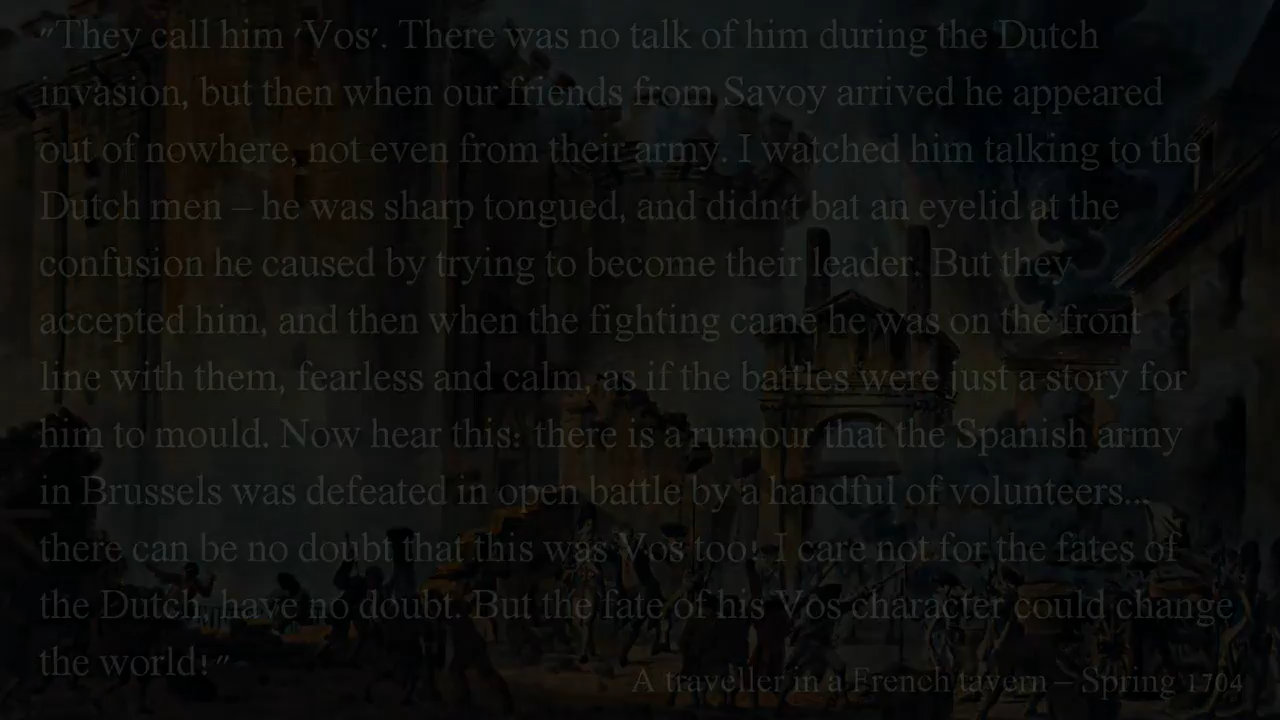 "They call him 'Vos'. There was no talk of him during the Dutch
invasion, but then when our friends from Savoy arrived he appeared
out of nowhere, not even from their army. I watched him talking to the
Dutch men – he was sharp tongued, and didn't bat an eyelid at the
confusion he caused by trying to become their leader. But they
accepted him, and then when the fighting came he was on the front
line with them, fearless and calm, as if the battles were just a story for
him to mould. Now hear this: there is a rumour that the Spanish army
in Brussels was defeated in open battle by a handful of volunteers...
there can be no doubt that this was Vos too! I care not for the fates of
the Dutch, have no doubt. But the fate of his Vos character could change
the world!"
A traveller in a French tavern – Spring 1704